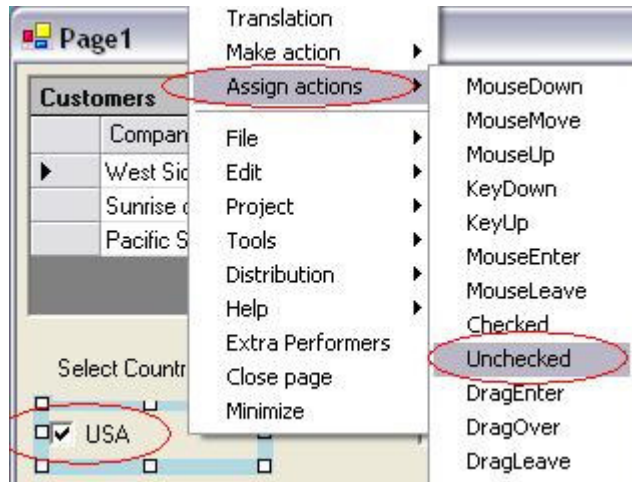 Page1
Customers
Compan
West Sid
Sunrise
Pacific S
Select Countr
USA
Translation
Make action
Assign actions
File
Edit
Project
Tools
Distribution
Help
Extra Performers
Close page
Minimize
MouseDown
MouseMove
MouseUp
KeyDown
KeyUp
MouseEnter
MouseLeave
Checked
Unchecked
DragEnter
DragOver
DragLeave